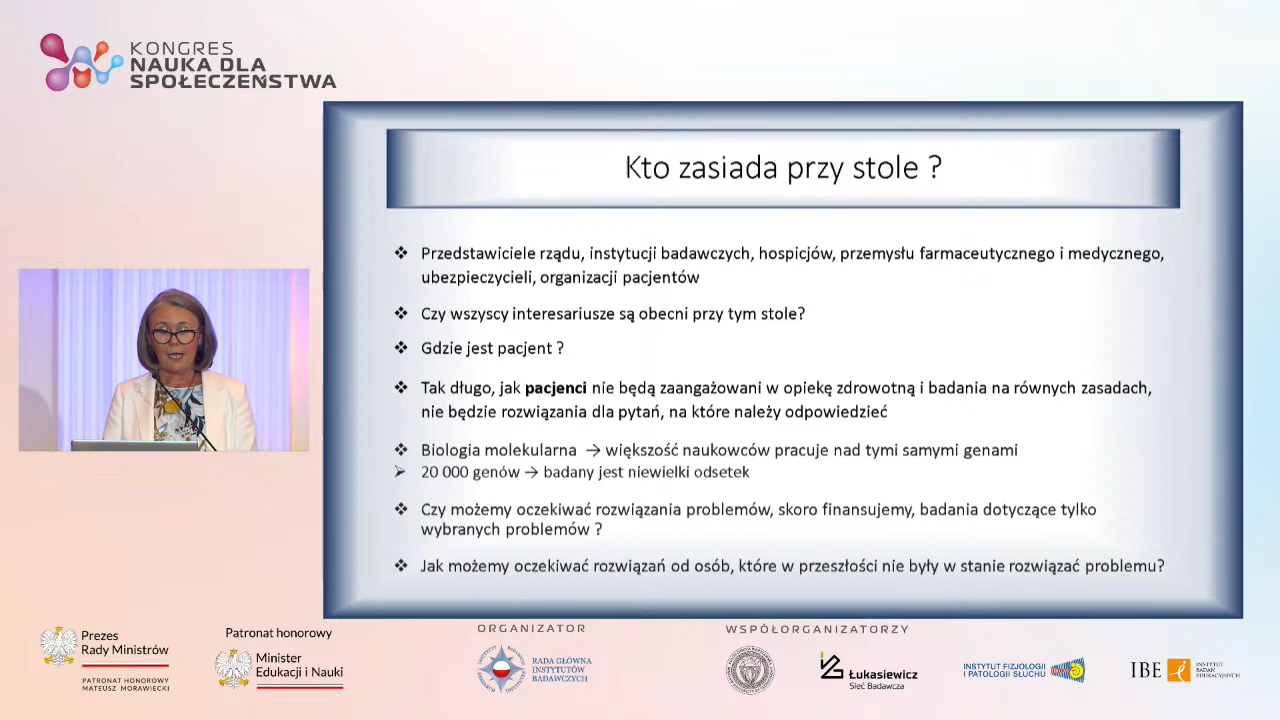 KONGRES
NAUKA DLA
SPOŁECZEŃSTWA
Kto zasiada przy stole ?
❖ Przedstawiciele rządu, instytucji badawczych, hospicjów, przemysłu farmaceutycznego i medycznego,
ubezpieczycieli, organizacji pacjentów
❖ Czy wszyscy interesariusze są obecni przy tym stole?
❖ Gdzie jest pacjent ?
❖ Tak długo, jak pacjenci nie będą zaangażowani w opiekę zdrowotną i badania na równych zasadach,
nie będzie rozwiązania dla pytań, na które należy odpowiedzieć
❖ Biologia molekularna → większość naukowców pracuje nad tymi samymi genami
➢ 20 000 genów → badany jest niewielki odsetek
❖ Czy możemy oczekiwać rozwiązania problemów, skoro finansujemy, badania dotyczące tylko
wybranych problemów ?
❖ Jak możemy oczekiwać rozwiązań od osób, które w przeszłości nie były w stanie rozwiązać problemu?
Prezes
Rady Ministrów
PATRONAT HONOROWY
MATEUSZ MORAWIECKI
Patronat honorowy
Minister
Edukacji i Nauki
ORGANIZATOR
RADA GŁÓWNA
INSTYTUTÓW
BADAWCZYCH
WSPÓŁORGANIZATORZY
Łukasiewicz
Sieć Badawcza
INSTYTUT FIZJOLOGII
I PATOLOGII SŁUCHU
IBE
INSTYTUT
BADAŃ
EDUKACYJNYCH